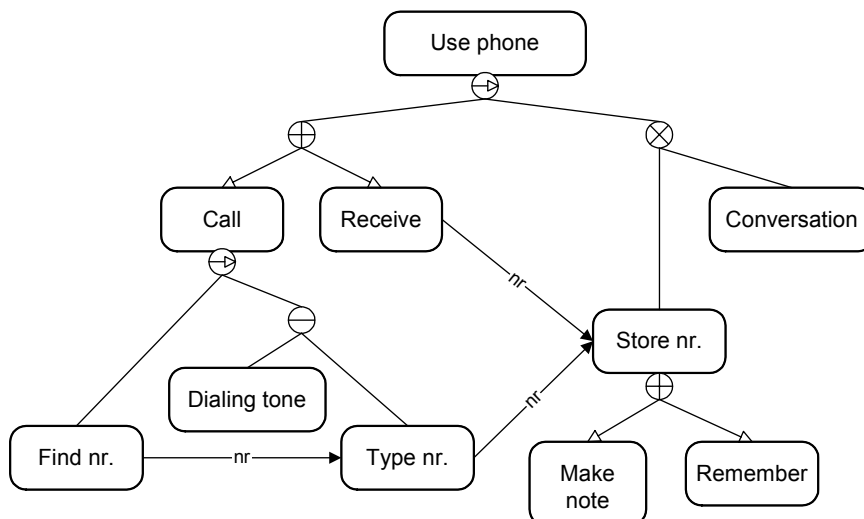 Use phone
Call
Receive
Conversation
nr
Store nr.
Dialing tone
nr
Find nr.
nr
Type nr.
Make
note
Remember